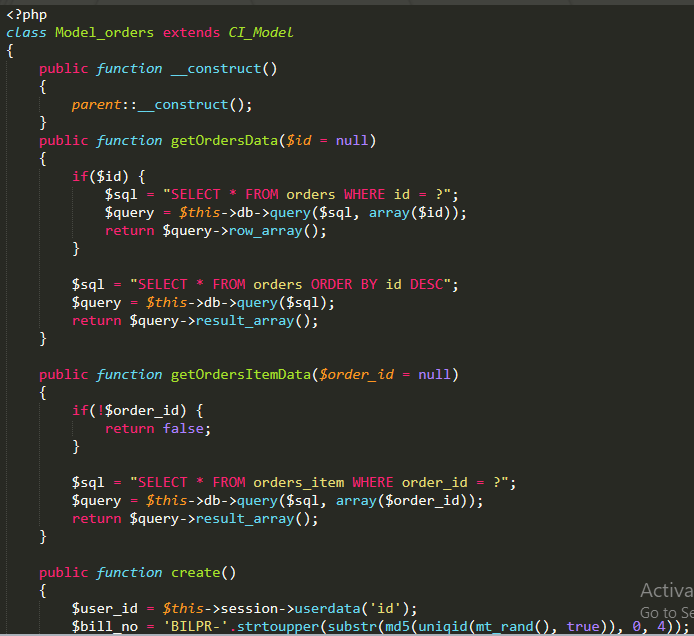 <?php
class Model_orders extends CI_Model
{
    public function __construct()
    {
        parent::__construct();
    }
    public function getOrdersData($id = null)
    {
        if($id) {
            $sql = "SELECT * FROM orders WHERE id = ?";
            $query = $this->db->query($sql, array($id));
            return $query->row_array();
        }

        $sql = "SELECT * FROM orders ORDER BY id DESC";
        $query = $this->db->query($sql);
        return $query->result_array();
    }

    public function getOrdersItemData($order_id = null)
    {
        if(!$order_id) {
            return false;
        }

        $sql = "SELECT * FROM orders_item WHERE order_id = ?";
        $query = $this->db->query($sql, array($order_id));
        return $query->result_array();
    }

    public function create()
    {
        $user_id = $this->session->userdata('id');
        $bill_no = 'BILPR-'.strtoupper(substr(md5(uniqid(mt_rand(), true)), 0, 4));
Activa
Go to Se